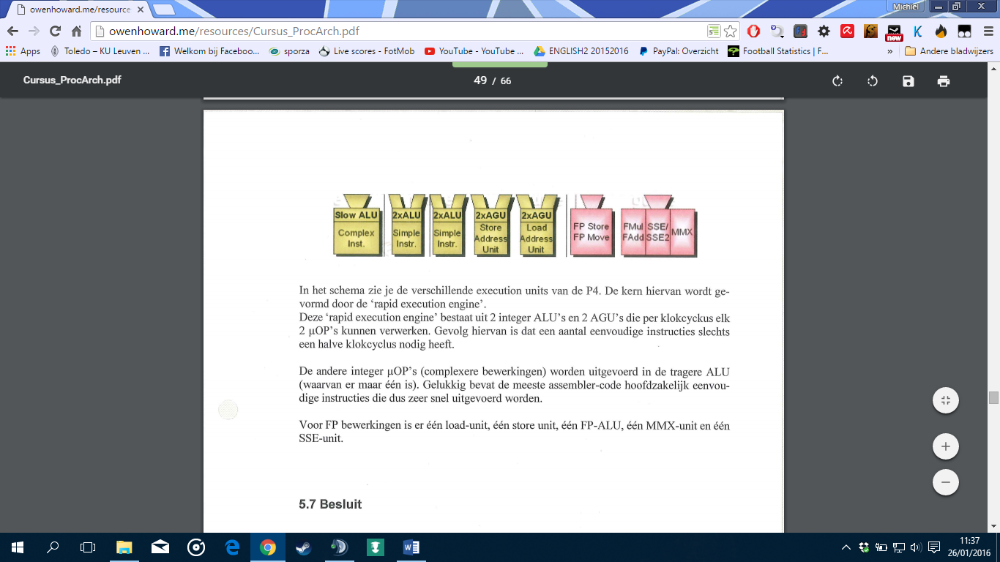 owenhoward.me/resource
Michiel
owenhoward.me/resources/Cursus_ProcArch.pdf
new
K
Apps
Toledo – KU Leuven ...
Welkom bij Faceboo...
sporza
Live scores - FotMob
YouTube - YouTube ...
ENGLISH2 20152016
PayPal: Overzicht
Football Statistics | F...
»
Andere bladwijzers
Cursus_ProcArch.pdf
49 / 66
Slow ALU
Complex
Inst.
2xALU
Simple
Instr.
2xALU
Simple
Instr.
2xAGU
Store
Address
Unit
2xAGU
Load
Address
Unit
FP Store
FP Move
FMul
FAdd
SSE/
SSE2
MMX
In het schema zie je de verschillende execution units van de P4. De kern hiervan wordt ge-
vormd door de ‘rapid execution engine’.
Deze ‘rapid execution engine’ bestaat uit 2 integer ALU’s en 2 AGU’s die per klokcyckus elk
2 µOP’s kunnen verwerken. Gevolg hiervan is dat een aantal eenvoudige instructies slechts
een halve klokcyclus nodig heeft.
De andere integer µOP’s (complexere bewerkingen) worden uitgevoerd in de tragere ALU
(waarvan er maar één is). Gelukkig bevat de meeste assembler-code hoofdzakelijk eenvou-
dige instructies die dus zeer snel uitgevoerd worden.
Voor FP bewerkingen is er één load-unit, één store unit, één FP-ALU, één MMX-unit en één
SSE-unit.
5.7 Besluit
11:37
26/01/2016